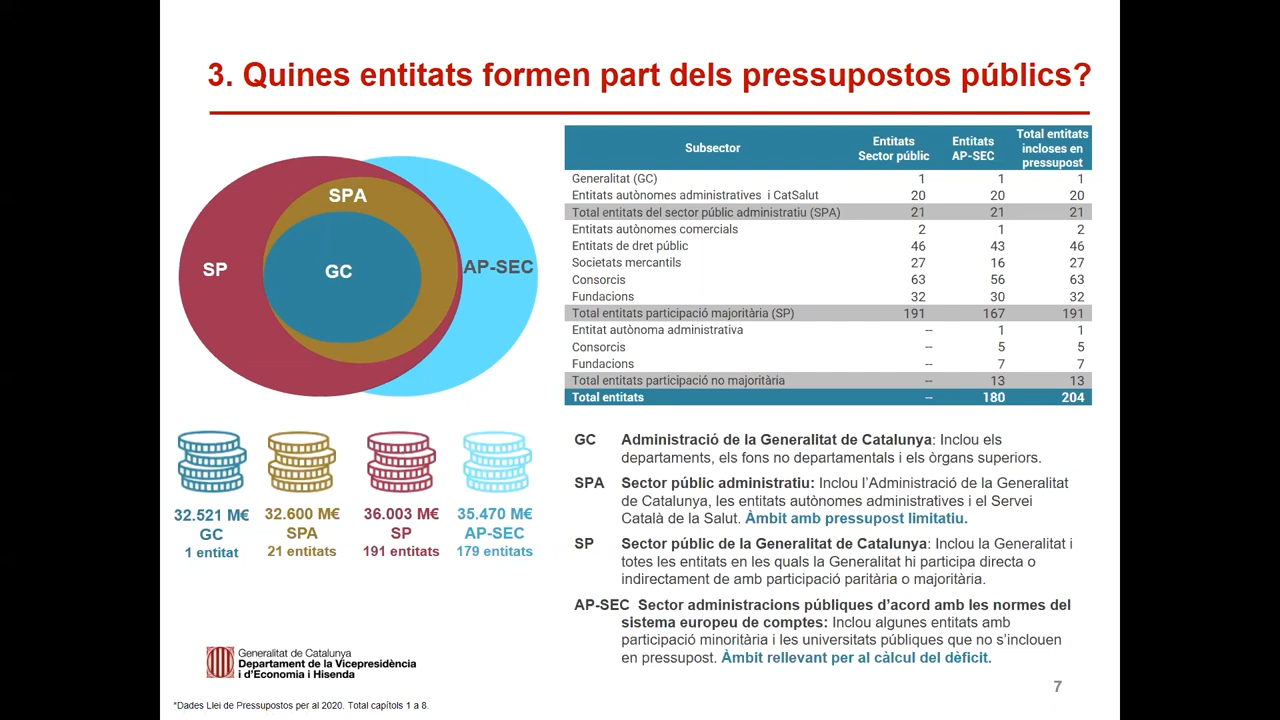 3. Quines entitats formen part dels pressupostos públics?
SPA
SP
GC
AP-SEC
Subsector Entitats Sector públic Entitats AP-SEC Total entitats incloses en pressupost
Generalitat (GC) 1 1 1
Entitats autònomes administratives i CatSalut 20 20 20
Total entitats del sector públic administratiu (SPA) 21 21 21
Entitats autònomes comercials 2 1 2
Entitats de dret públic 46 43 46
Societats mercantils 27 16 27
Consorcis 63 56 63
Fundacions 32 30 32
Total entitats participació majoritària (SP) 191 167 191
Entitat autònoma administrativa -- 1 1
Consorcis -- 5 5
Fundacions -- 7 7
Total entitats participació no majoritària -- 13 13
Total entitats -- 180 204
32.521 M€
GC
1 entitat
32.600 M€
SPA
21 entitats
36.003 M€
SP
191 entitats
35.470 M€
AP-SEC
179 entitats
GC Administració de la Generalitat de Catalunya: Inclou els
departaments, els fons no departamentals i els òrgans superiors.
SPA Sector públic administratiu: Inclou l'Administració de la Generalitat
de Catalunya, les entitats autònomes administratives i el Servei
Català de la Salut. Àmbit amb pressupost limitatiu.
SP Sector públic de la Generalitat de Catalunya: Inclou la Generalitat i
totes les entitats en les quals la Generalitat hi participa directa o
indirectament de amb participació paritària o majoritària.
AP-SEC Sector administracions públiques d'acord amb les normes del
sistema europeu de comptes: Inclou algunes entitats amb
participació minoritària i les universitats públiques que no s'inclouen
en pressupost. Àmbit rellevant per al càlcul del dèficit.
Generalitat de Catalunya
Departament de la Vicepresidència
i d'Economia i Hisenda
7
*Dades Llei de Pressupostos per al 2020. Total capítols 1 a 8.